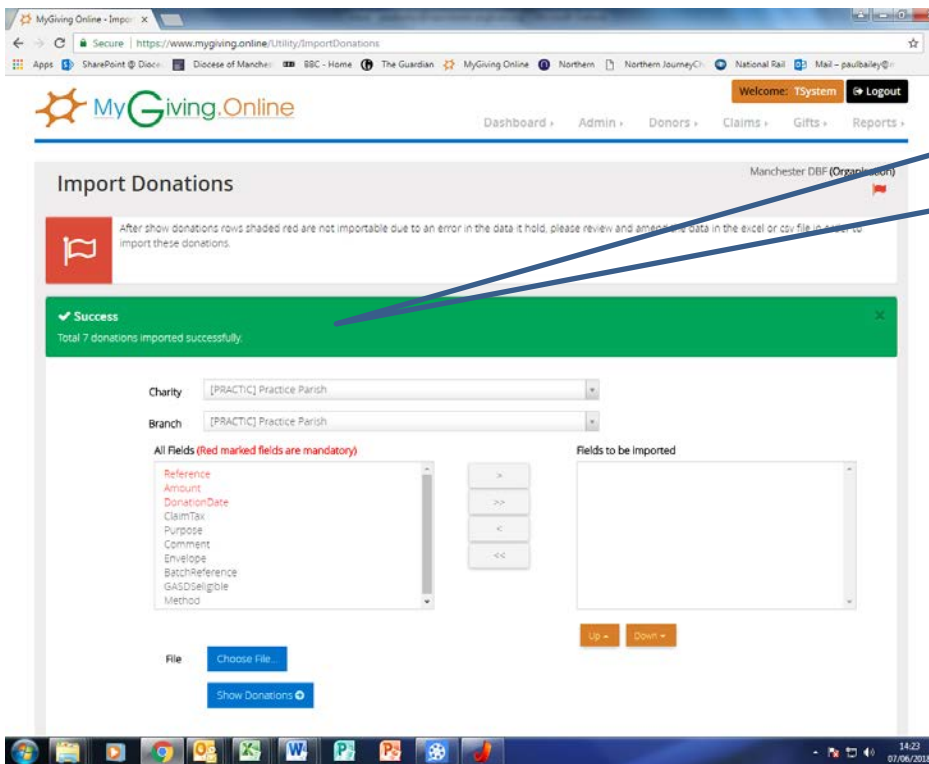 MyGiving Online - Impor
Secure | https://www.mygiving.online/Utility/ImportDonations
Apps SharePoint @ Dioce Diocese of Manches BBC - Home The Guardian MyGiving Online Northern Northern JourneyCh National Rail Mail – paulbailey@
MyGiving.Online
Welcome: TSystem Logout
Dashboard Admin Donors Claims Gifts Reports
Import Donations
Manchester DBF (Organisation)
After show donations rows shaded red are not importable due to an error in the data it hold, please review and amend the data in the excel or csv file in order to
import these donations.
Success
Total 7 donations imported successfully.
Charity [PRACTIC] Practice Parish
Branch [PRACTIC] Practice Parish
All Fields (Red marked fields are mandatory) Fields to be imported
Reference
Amount
DonationDate
ClaimTax
Purpose
Comment
Envelope
BatchReference
GASDSeligible
Method
>
>>
<
<<
Up Down
File Choose File...
Show Donations
14:23
07/06/2018